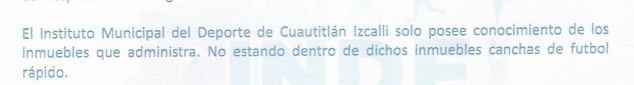 El Instituto Municipal del Deporte de Cuautitlán Izcalli solo posee conocimiento de los
inmuebles que administra. No estando dentro de dichos inmuebles canchas de futbol
rápido.